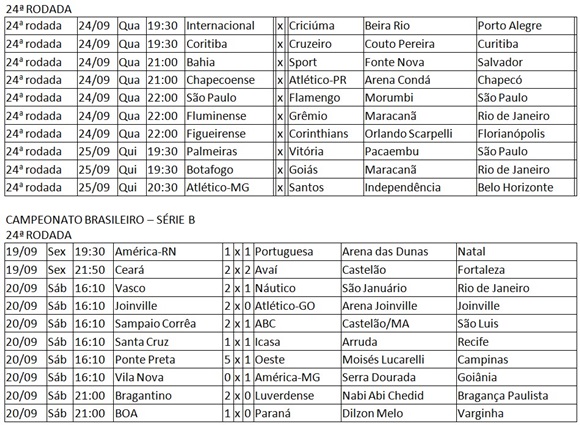 24ª RODADA
24ª rodada 24/09 Qua 19:30 Internacional x Criciúma Beira Rio Porto Alegre
24ª rodada 24/09 Qua 19:30 Coritiba x Cruzeiro Couto Pereira Curitiba
24ª rodada 24/09 Qua 21:00 Bahia x Sport Fonte Nova Salvador
24ª rodada 24/09 Qua 21:00 Chapecoense x Atlético-PR Arena Condá Chapecó
24ª rodada 24/09 Qua 22:00 São Paulo x Flamengo Morumbi São Paulo
24ª rodada 24/09 Qua 22:00 Fluminense x Grêmio Maracanã Rio de Janeiro
24ª rodada 24/09 Qua 22:00 Figueirense x Corinthians Orlando Scarpelli Florianópolis
24ª rodada 25/09 Qui 19:30 Palmeiras x Vitória Pacaembu São Paulo
24ª rodada 25/09 Qui 19:30 Botafogo x Goiás Maracanã Rio de Janeiro
24ª rodada 25/09 Qui 20:30 Atlético-MG x Santos Independência Belo Horizonte
CAMPEONATO BRASILEIRO – SÉRIE B
24ª RODADA
19/09 Sex 19:30 América-RN 1 x 1 Portuguesa Arena das Dunas Natal
19/09 Sex 21:50 Ceará 2 x 2 Avaí Castelão Fortaleza
20/09 Sáb 16:10 Vasco 2 x 1 Náutico São Januário Rio de Janeiro
20/09 Sáb 16:10 Joinville 2 x 0 Atlético-GO Arena Joinville Joinville
20/09 Sáb 16:10 Sampaio Corrêa 2 x 1 ABC Castelão/MA São Luis
20/09 Sáb 16:10 Santa Cruz 1 x 1 Icasa Arruda Recife
20/09 Sáb 16:10 Ponte Preta 5 x 1 Oeste Moisés Lucarelli Campinas
20/09 Sáb 16:10 Vila Nova 0 x 1 América-MG Serra Dourada Goiânia
20/09 Sáb 21:00 Bragantino 2 x 0 Luverdense Nabi Abi Chedid Bragança Paulista
20/09 Sáb 21:00 BOA 1 x 0 Paraná Dilzon Melo Varginha